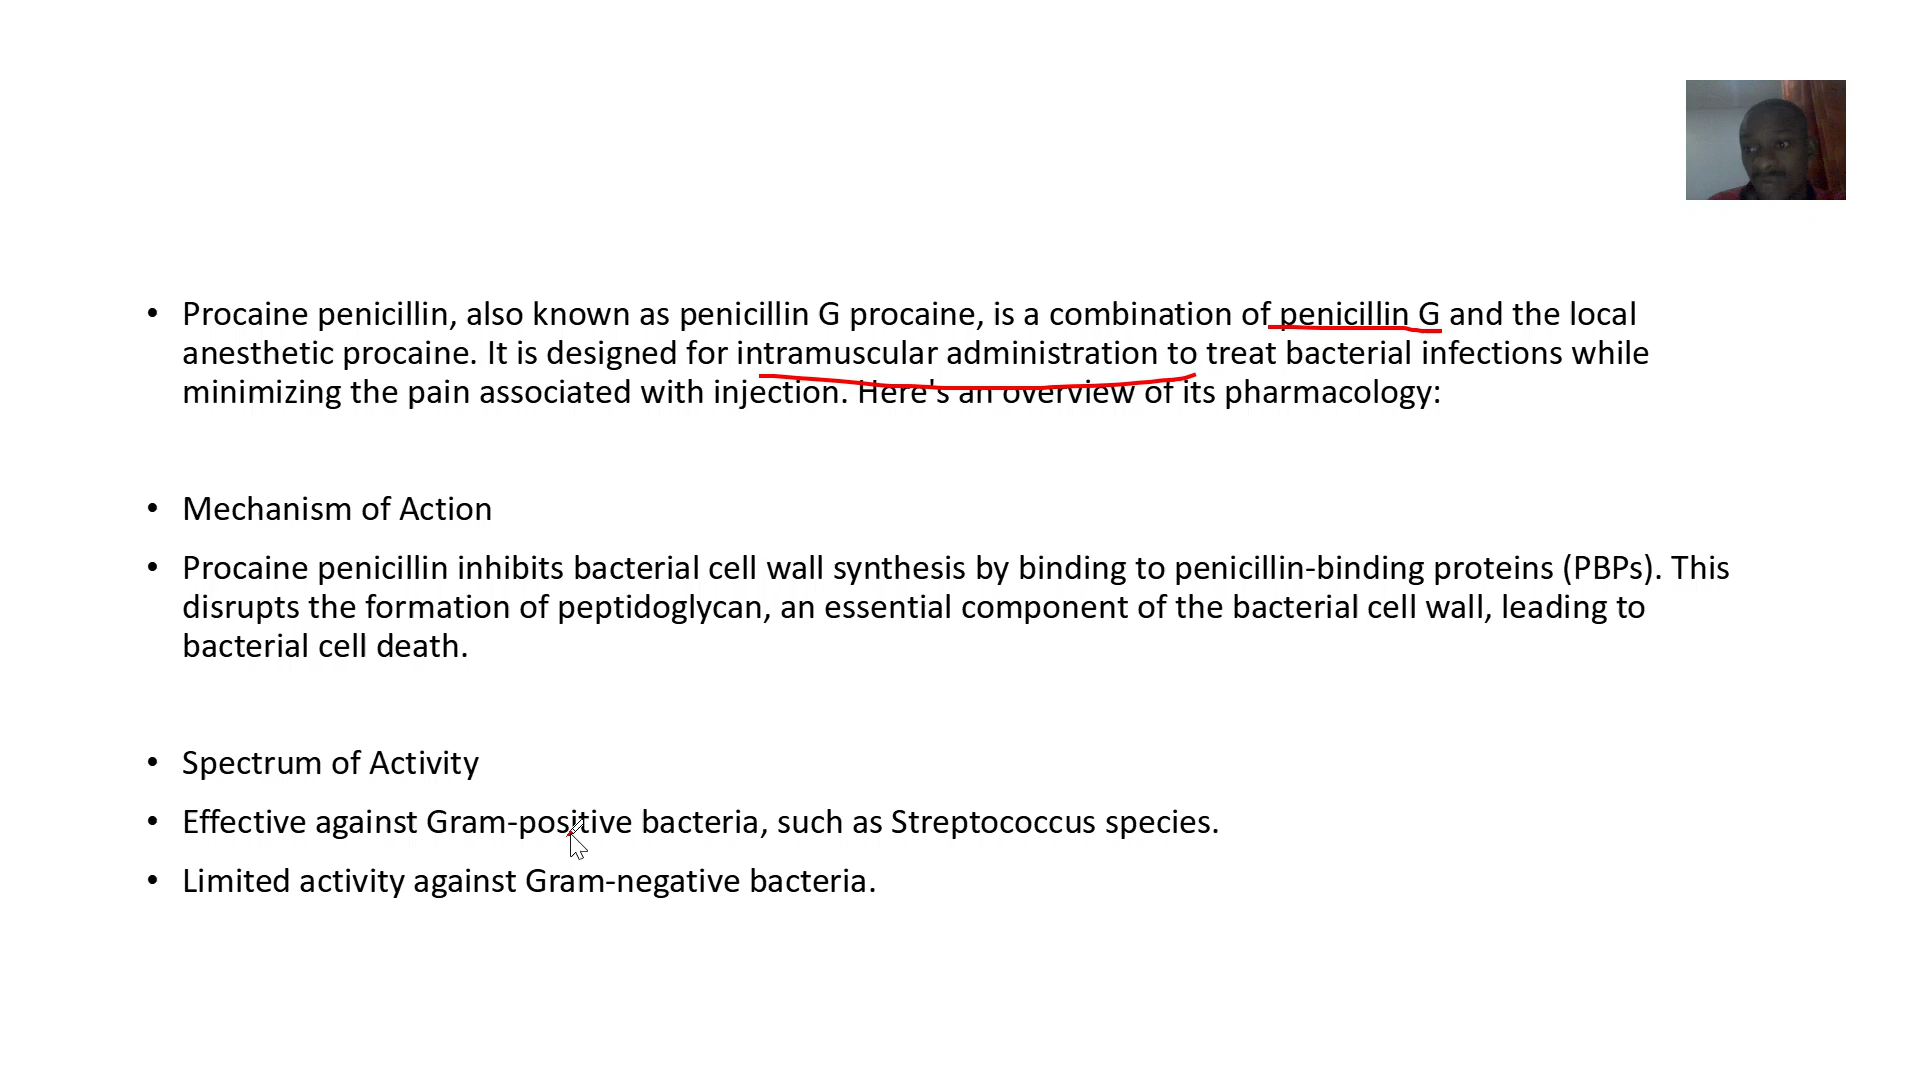 • Procaine penicillin, also known as penicillin G procaine, is a combination of penicillin G and the local
anesthetic procaine. It is designed for intramuscular administration to treat bacterial infections while
minimizing the pain associated with injection. Here's an overview of its pharmacology:
• Mechanism of Action
• Procaine penicillin inhibits bacterial cell wall synthesis by binding to penicillin-binding proteins (PBPs). This
disrupts the formation of peptidoglycan, an essential component of the bacterial cell wall, leading to
bacterial cell death.
• Spectrum of Activity
• Effective against Gram-positive bacteria, such as Streptococcus species.
• Limited activity against Gram-negative bacteria.